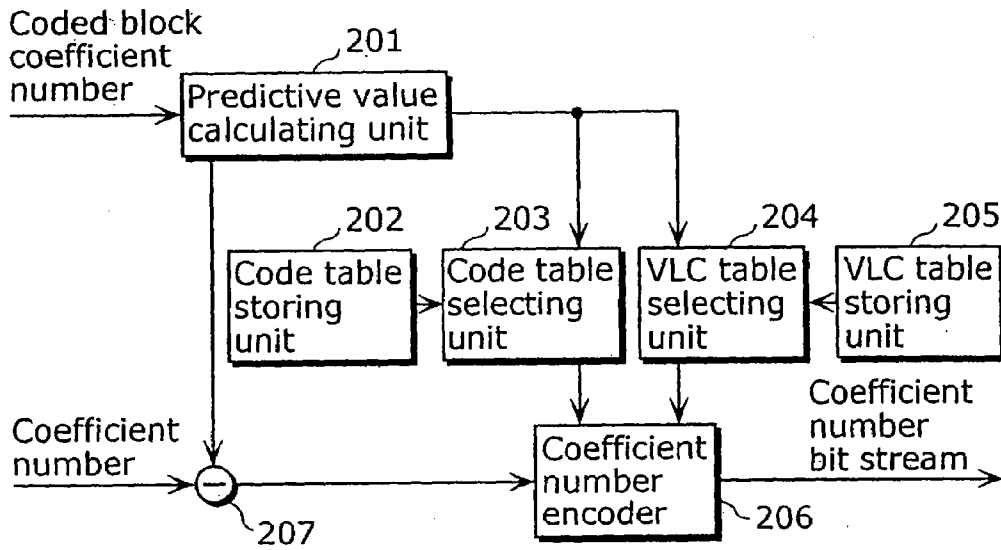 Coded block
coefficient
number
201
Predictive value
calculating unit
202
203
204
205
Code table
storing
unit
Code table
selecting
unit
VLC table
selecting
unit
VLC table
storing
unit
Coefficient
number
Coefficient
number
encoder
Coefficient
number
bit stream
207
206